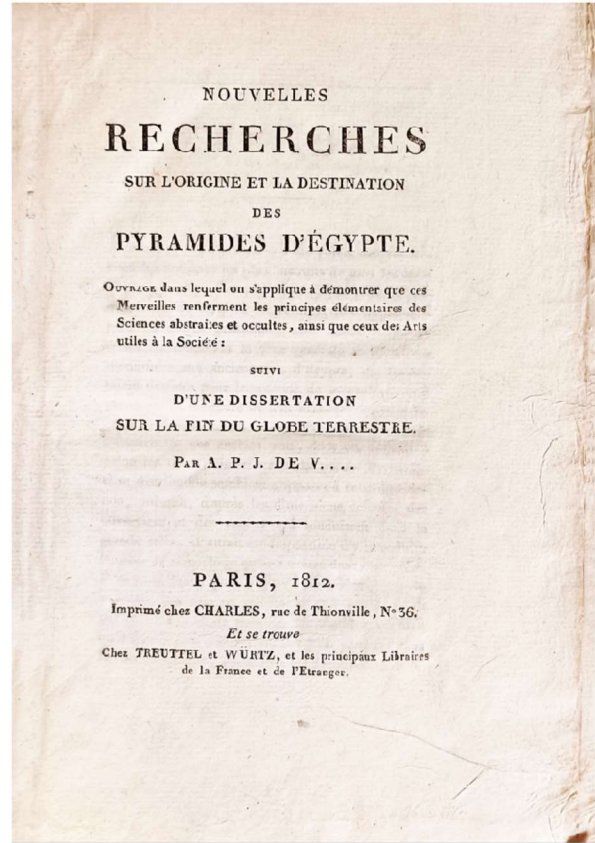 NOUVELLES
RECHERCHES
SUR L'ORIGINE ET LA DESTINATION
DES
PYRAMIDES D'ÉGYPTE.
OUVRAGE dans lequel on s'applique à démontrer que ces
Merveilles renferment les principes élémentaires des
Sciences abstraites et occultes, ainsi que ceux des Arts
utiles à la Société :
SUIVI
D'UNE DISSERTATION
SUR LA FIN DU GLOBE TERRESTRE.
PAR A. P. J. DE V....
PARIS, 1812.
Imprimé chez CHARLES, rue de Thionville, N° 36.
Et se trouve
Chez TREUTTEL et WÜRTZ, et les principaux Libraires
de la France et de l'Etranger.